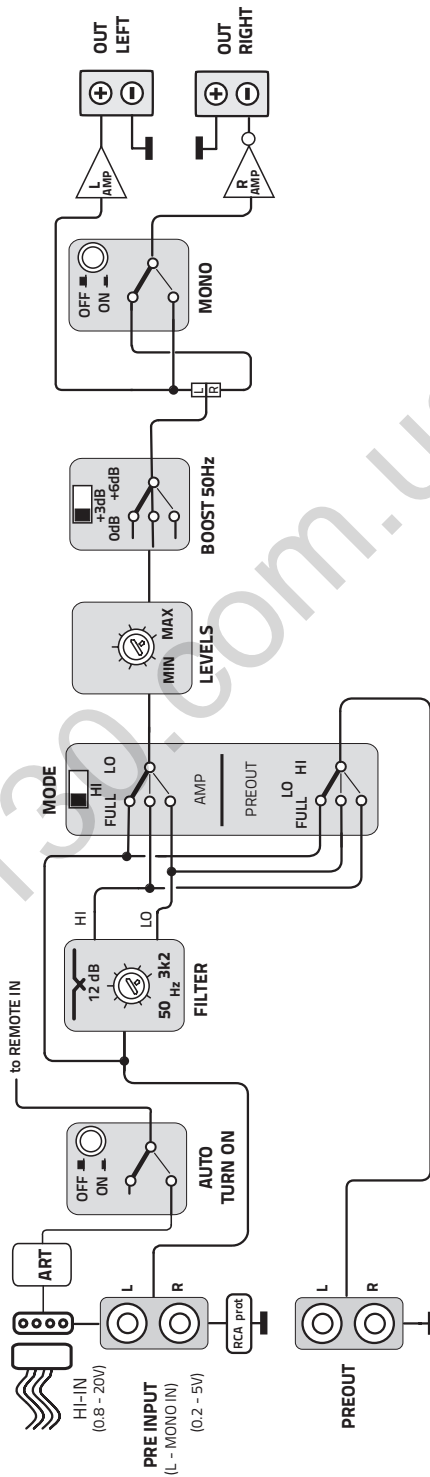 HI-IN
(0.8 - 20V)
ART
PRE INPUT
(L - MONO IN)
(0.2 - 5V)
L
R
RCA prot
PREOUT
L
R
OFF
ON
AUTO
TURN ON
to REMOTE IN
12 dB
50 Hz 3k2
FILTER
HI
LO
MODE
HI
FULL LO
AMP
PREOUT
LO
FULL HI
MIN MAX
LEVELS
+3dB
0dB +6dB
BOOST 50Hz
L
R
OFF
ON
MONO
L
AMP
R
AMP
OUT
LEFT
OUT
RIGHT
130.com.u